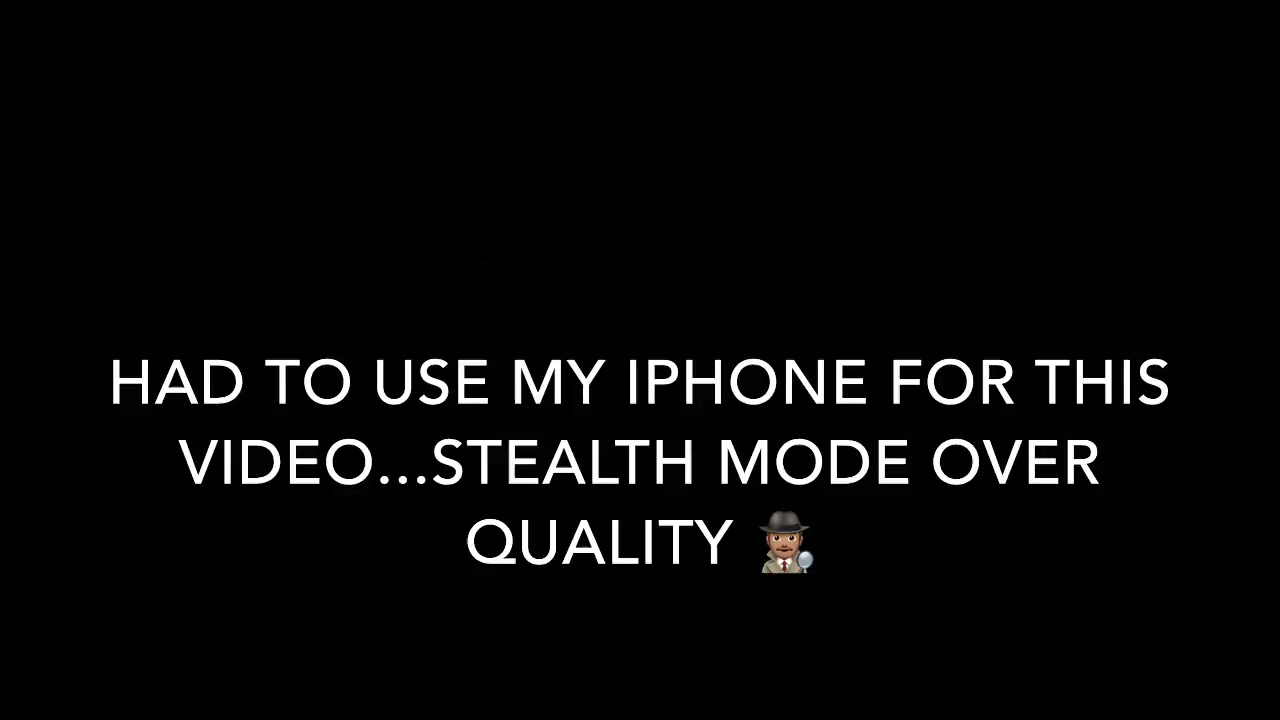 HAD TO USE MY IPHONE FOR THIS
VIDEO...STEALTH MODE OVER
QUALITY 🕵🏽‍♂️